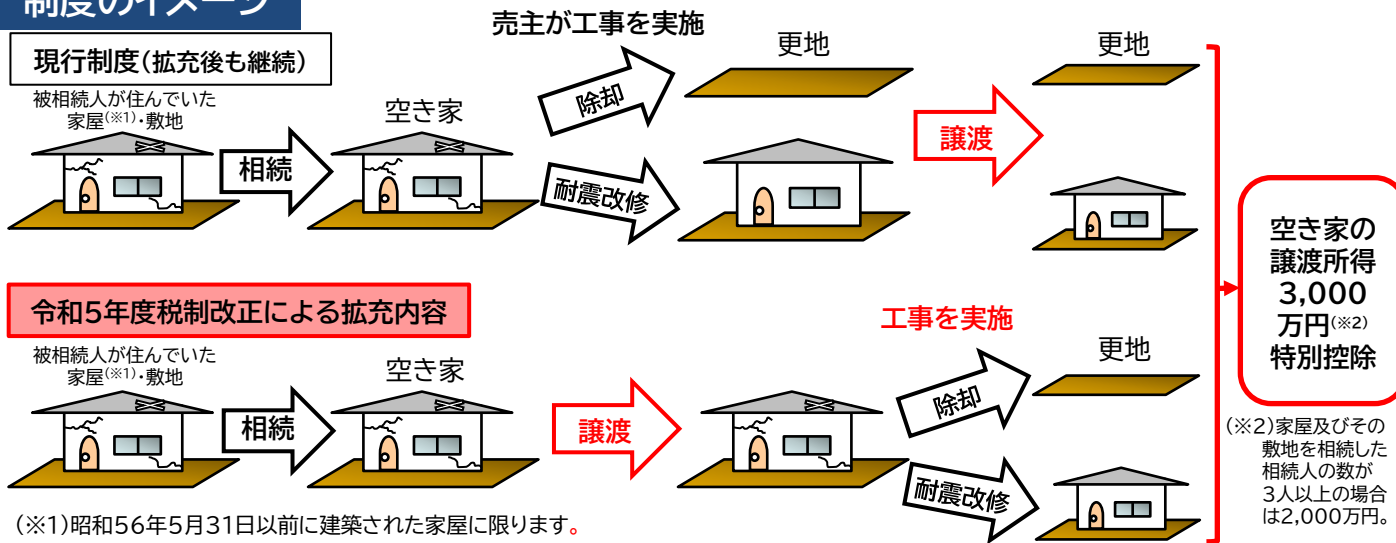 制度のイメージ
現行制度(拡充後も継続)
売主が工事を実施
被相続人が住んでいた
家屋(※1)・敷地
相続
空き家
除却
耐震改修
更地
譲渡
更地
令和5年度税制改正による拡充内容
被相続人が住んでいた
家屋(※1)・敷地
相続
空き家
譲渡
工事を実施
除却
耐震改修
更地
空き家の
譲渡所得
3,000
万円(※2)
特別控除
(※2)家屋及びその
敷地を相続した
相続人の数が
3人以上の場合
は2,000万円。
(※1)昭和56年5月31日以前に建築された家屋に限ります。